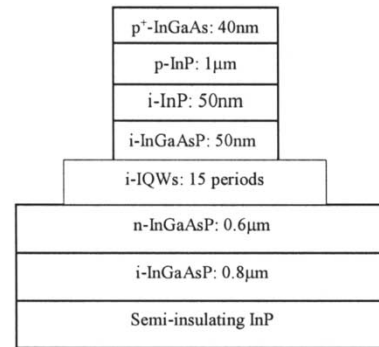 p⁺-InGaAs: 40nm
p-InP: 1μm
i-InP: 50nm
i-InGaAsP: 50nm
i-IQWs: 15 periods
n-InGaAsP: 0.6μm
i-InGaAsP: 0.8μm
Semi-insulating InP